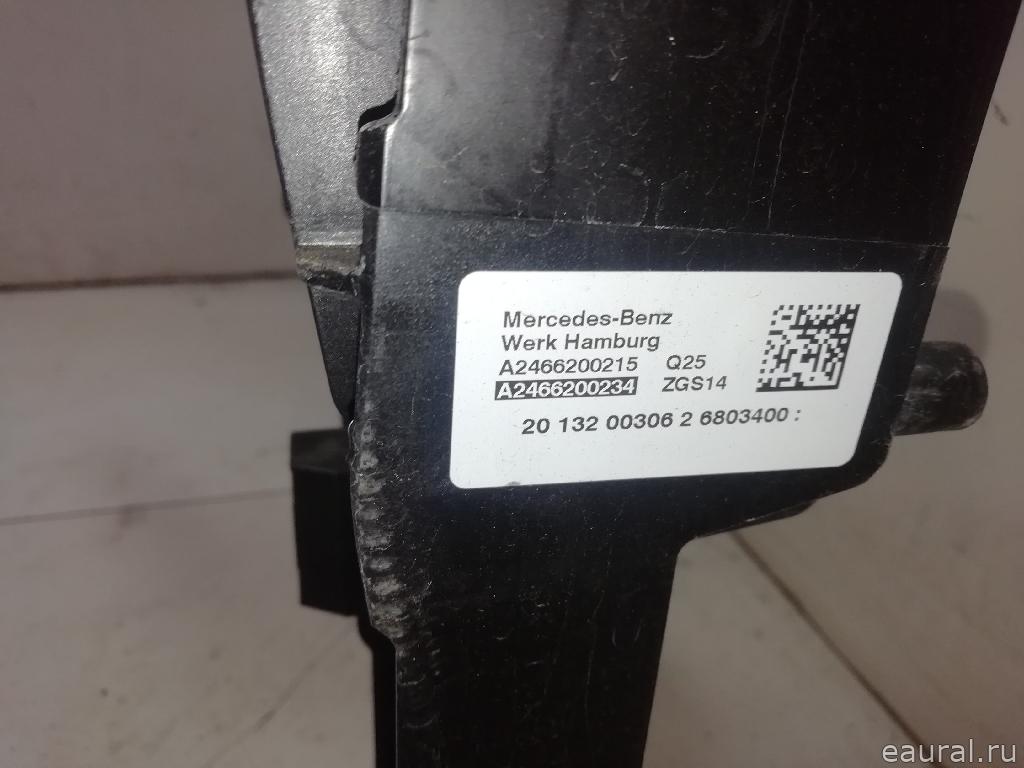 Mercedes-Benz
Werk Hamburg
A2466200215 Q25
A2466200234 ZGS14
20 132 00306 2 6803400 :
eaural.ru